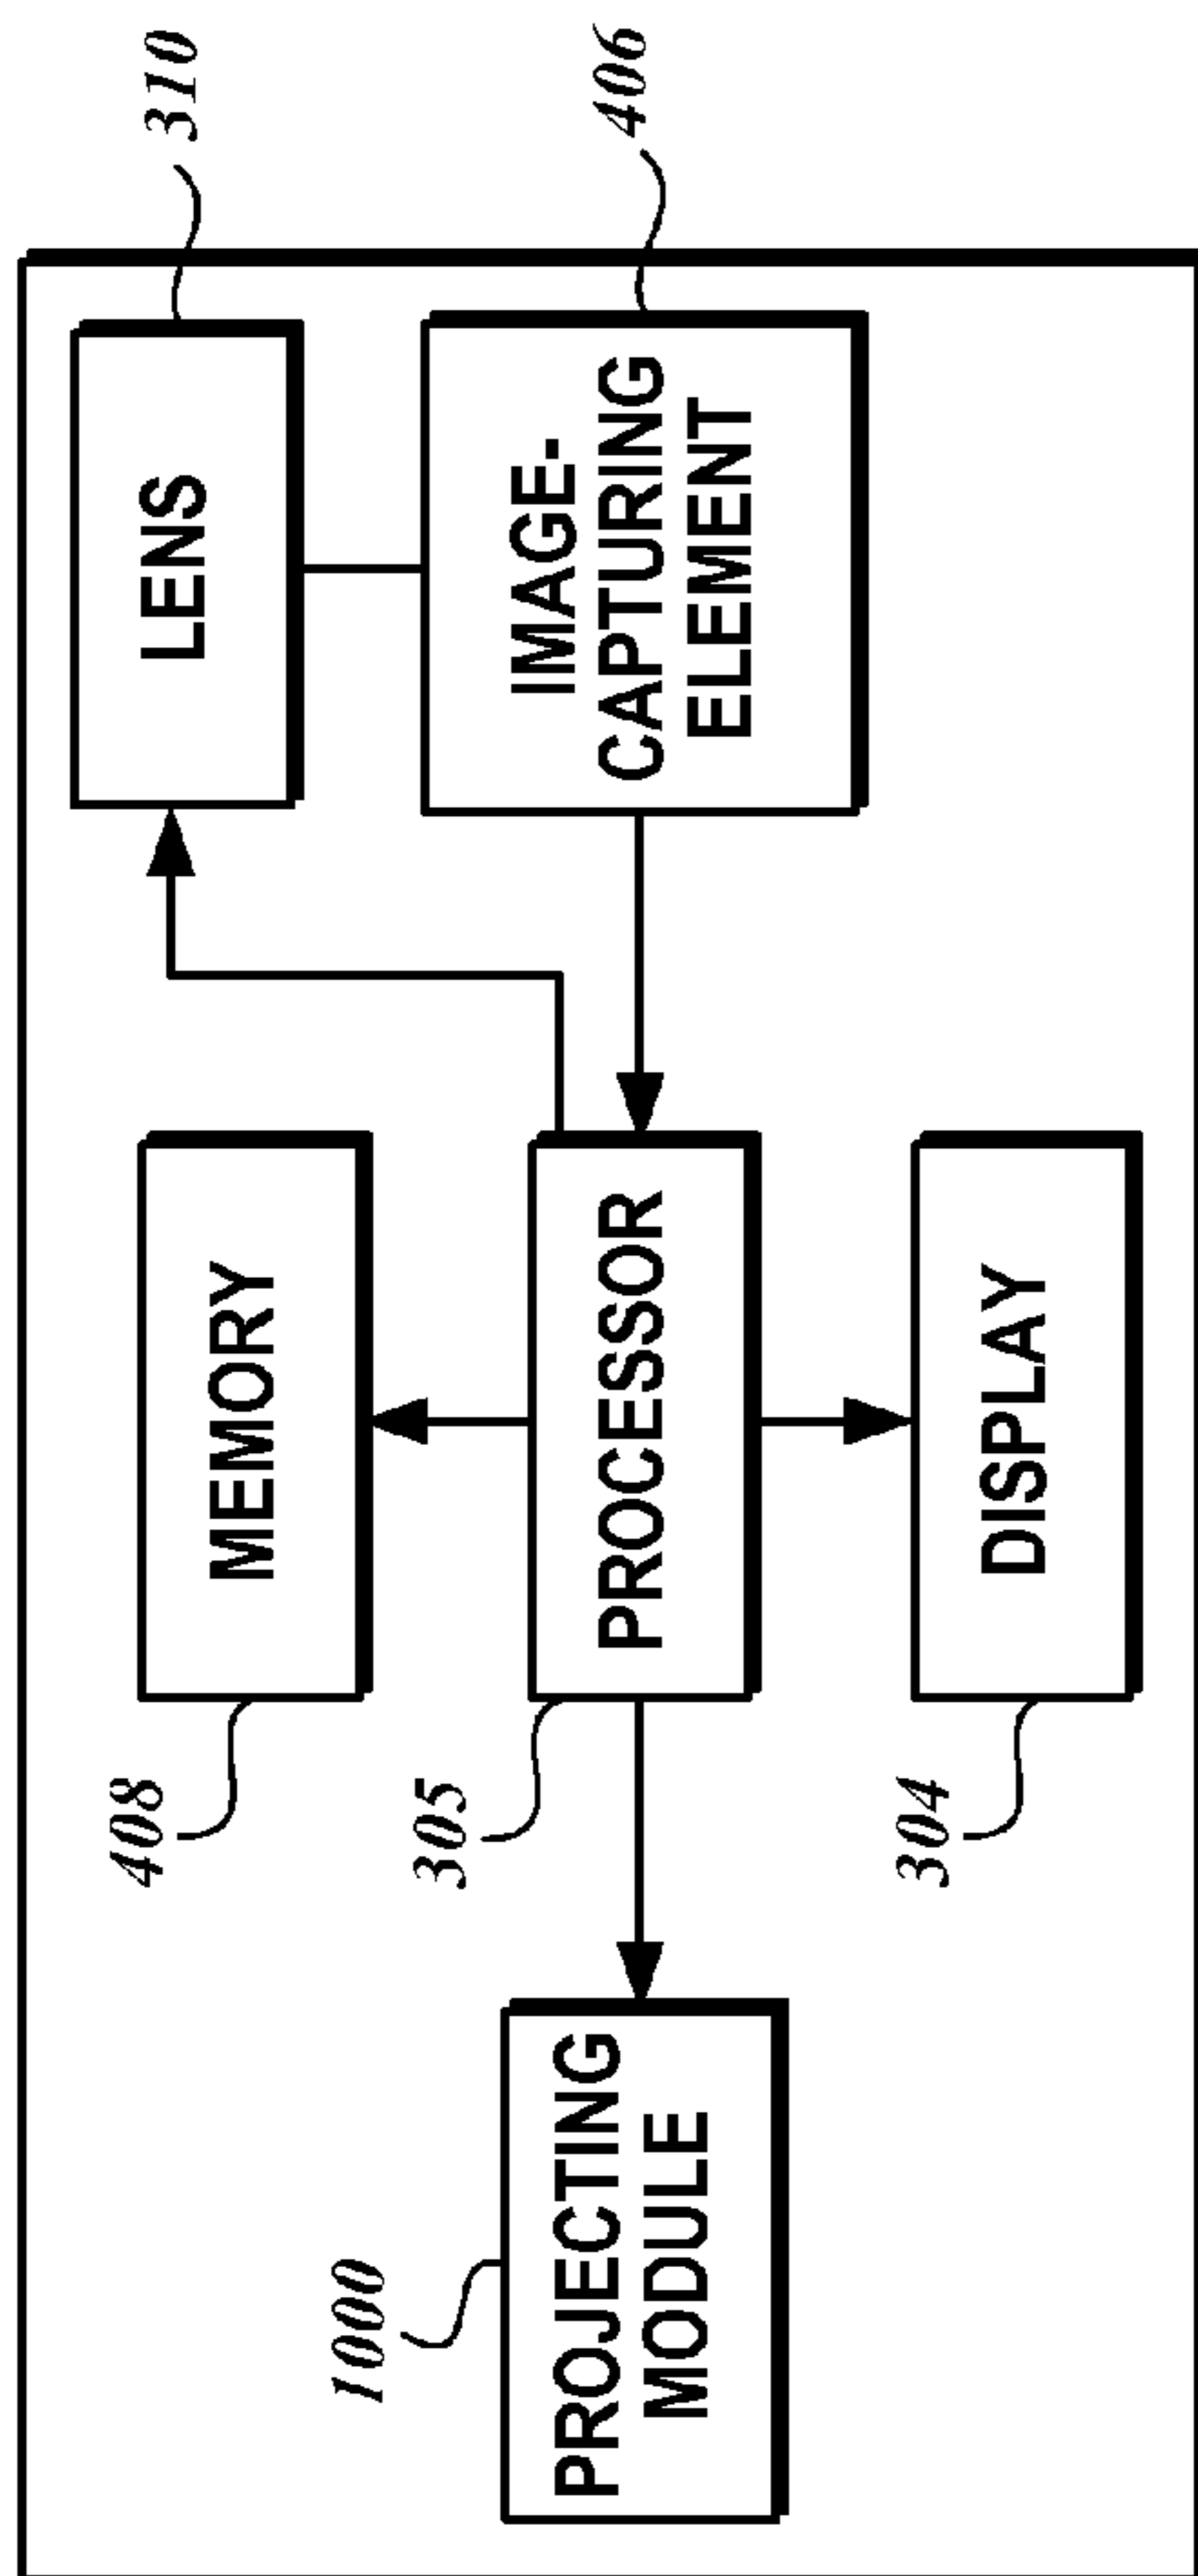 408
MEMORY
310
LENS
1000
PROJECTING
MODULE
305
PROCESSOR
IMAGE-
CAPTURING
ELEMENT
406
304
DISPLAY